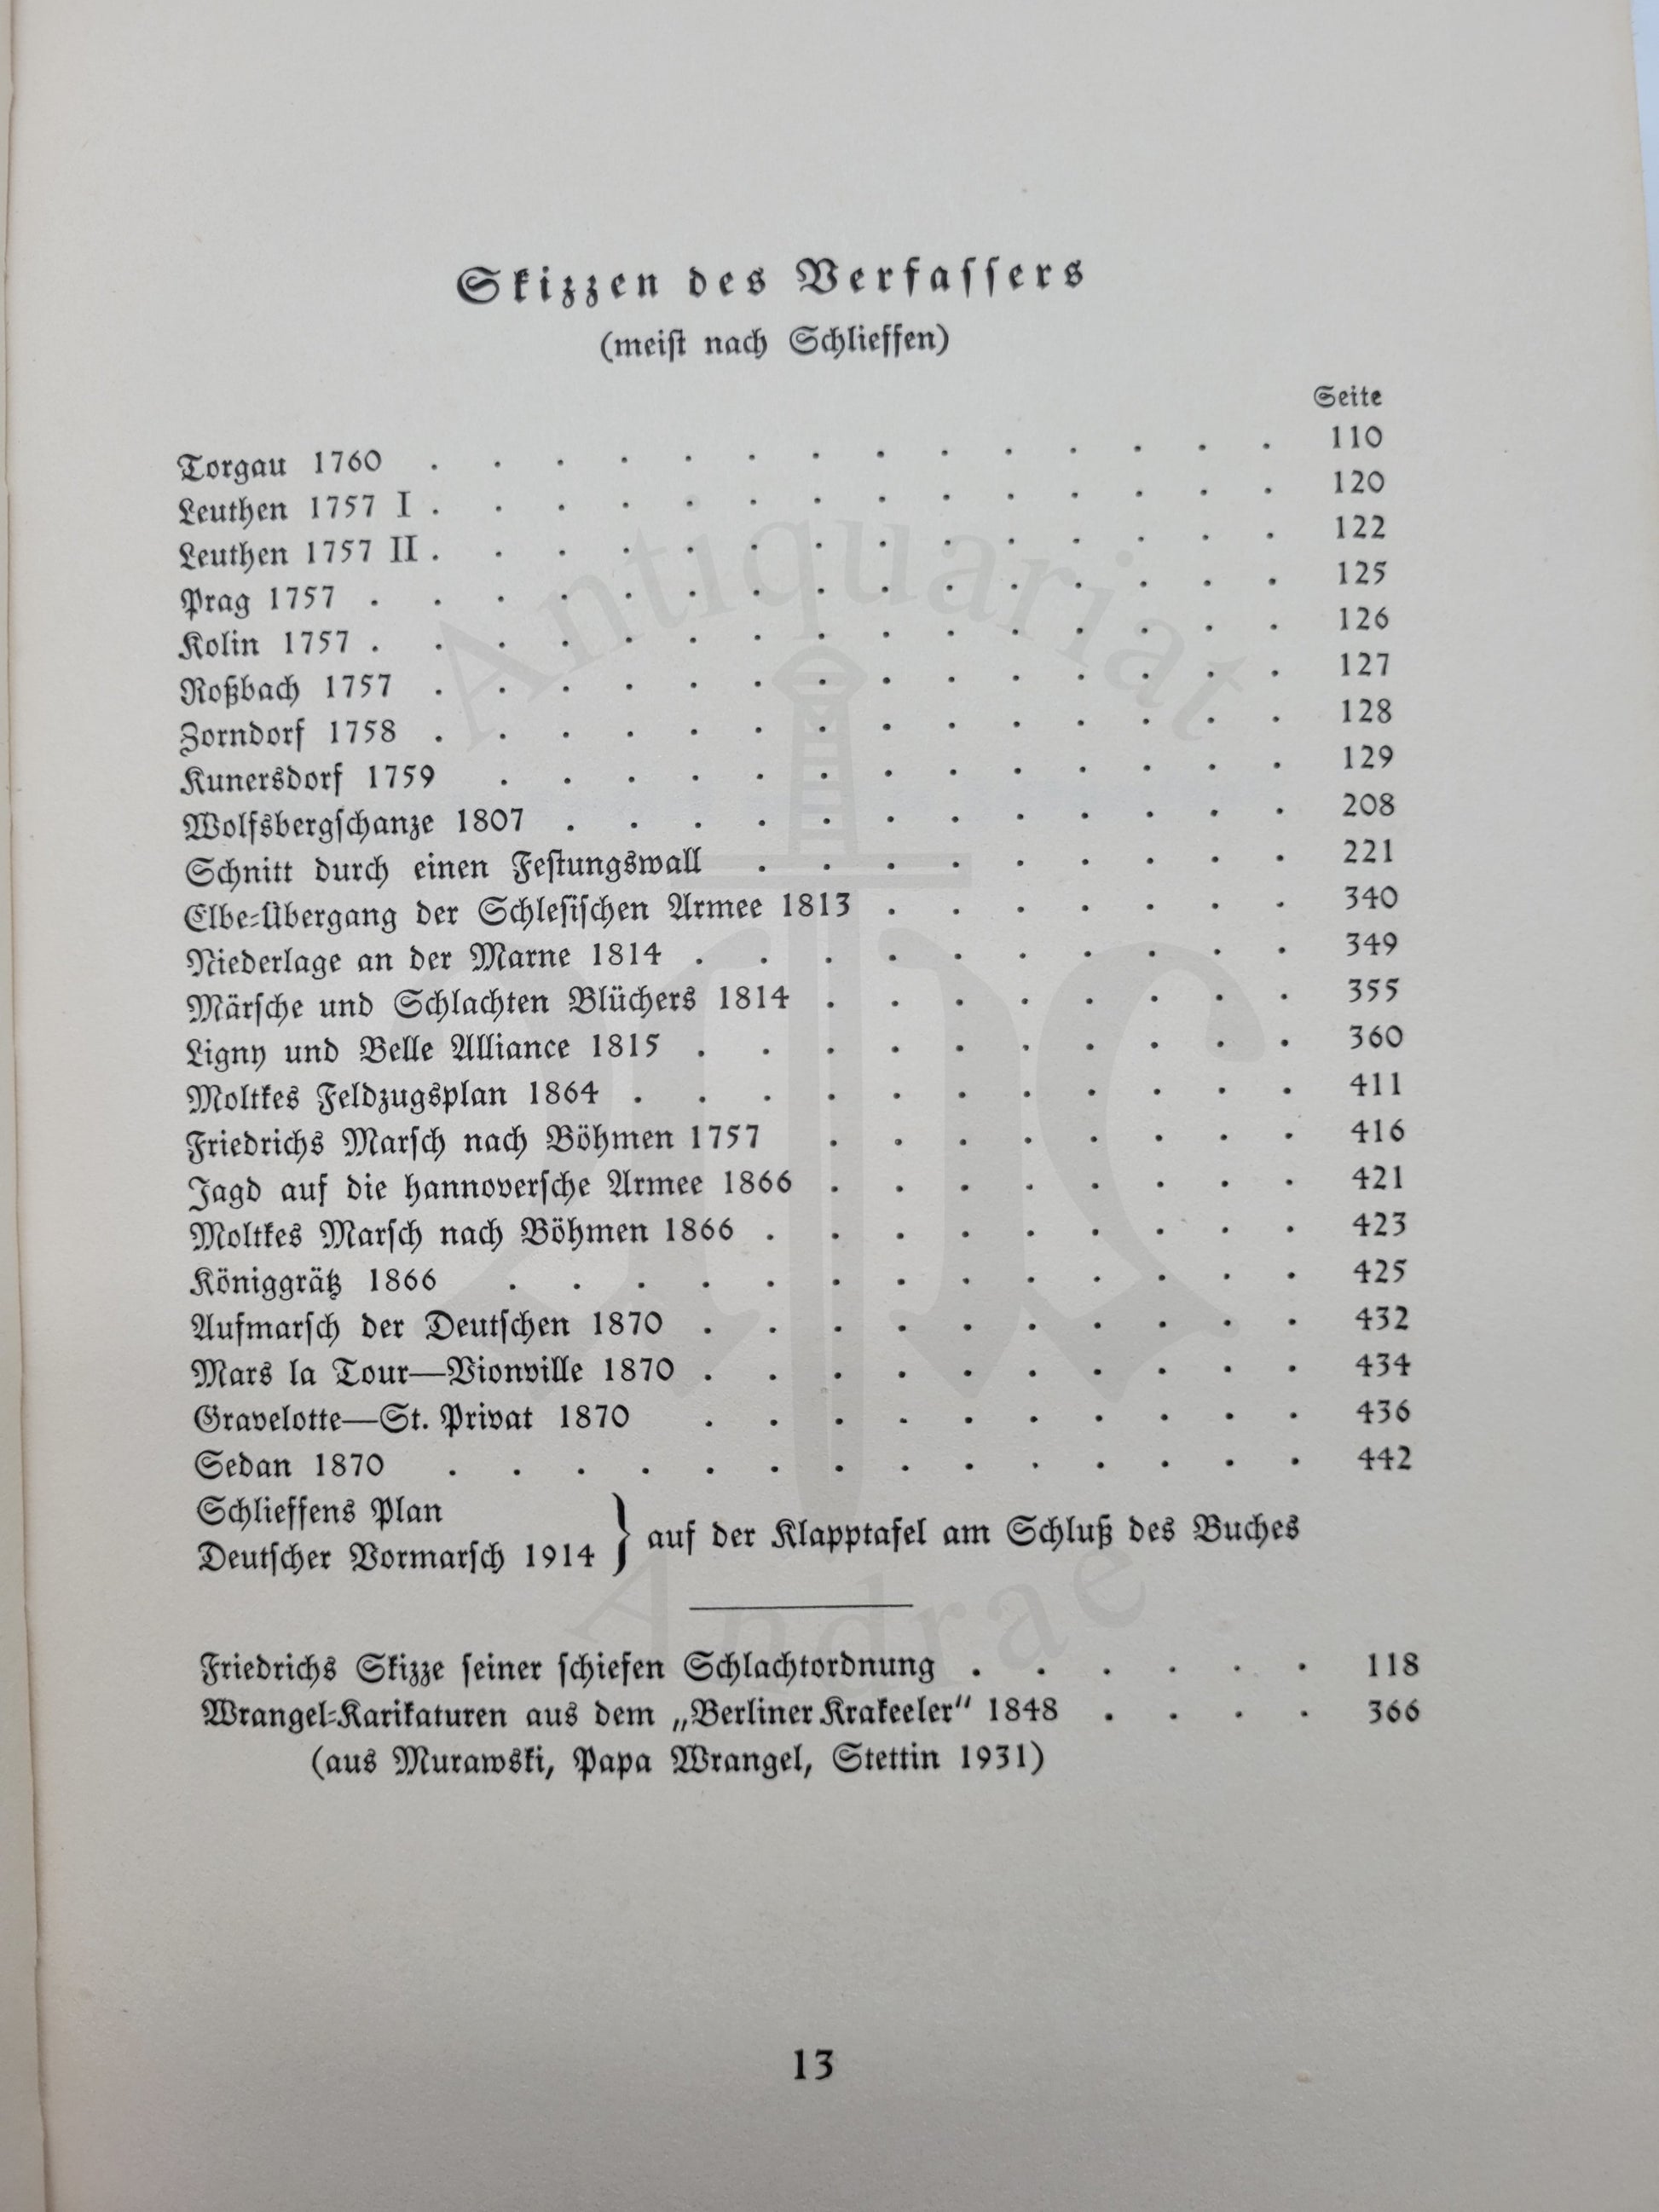 Skizzen des Verfassers
(meist nach Schlieffen)
Seite
Torgau 1760 . . . . . . . . . . . . . . 110
Leuthen 1757 I . . . . . . . . . . . . . . 120
Leuthen 1757 II . . . . . . . . . . . . . . 122
Prag 1757 . . . . . . . . . . . . . . . 125
Kolin 1757 . . . . . . . . . . . . . . . 126
Roßbach 1757 . . . . . . . . . . . . . . 127
Zorndorf 1758 . . . . . . . . . . . . . . 128
Kunersdorf 1759 . . . . . . . . . . . . . 129
Wolfsbergschanze 1807 . . . . . . . . . . . . 208
Schnitt durch einen Festungswall . . . . . . . . . 221
Elbe-Übergang der Schlesischen Armee 1813 . . . . . . . 340
Niederlage an der Marne 1814 . . . . . . . . . . 349
Märsche und Schlachten Blüchers 1814 . . . . . . . . 355
Ligny und Belle Alliance 1815 . . . . . . . . . . 360
Moltkes Feldzugsplan 1864 . . . . . . . . . . . 411
Friedrichs Marsch nach Böhmen 1757 . . . . . . . . 416
Jagd auf die hannoversche Armee 1866 . . . . . . . . 421
Moltkes Marsch nach Böhmen 1866 . . . . . . . . . 423
Königgrätz 1866 . . . . . . . . . . . . . 425
Aufmarsch der Deutschen 1870 . . . . . . . . . . 432
Mars la Tour—Vionville 1870 . . . . . . . . . . 434
Gravelotte—St. Privat 1870 . . . . . . . . . . 436
Sedan 1870 . . . . . . . . . . . . . . 442
Schlieffens Plan
Deutscher Vormarsch 1914 } auf der Klapptafel am Schluß des Buches
Friedrichs Skizze seiner schiefen Schlachtordnung . . . . . . 118
Wrangel-Karikaturen aus dem „Berliner Krakeeler“ 1848 . . . . 366
(aus Murawski, Papa Wrangel, Stettin 1931)
13
Antiquariat
Andrae